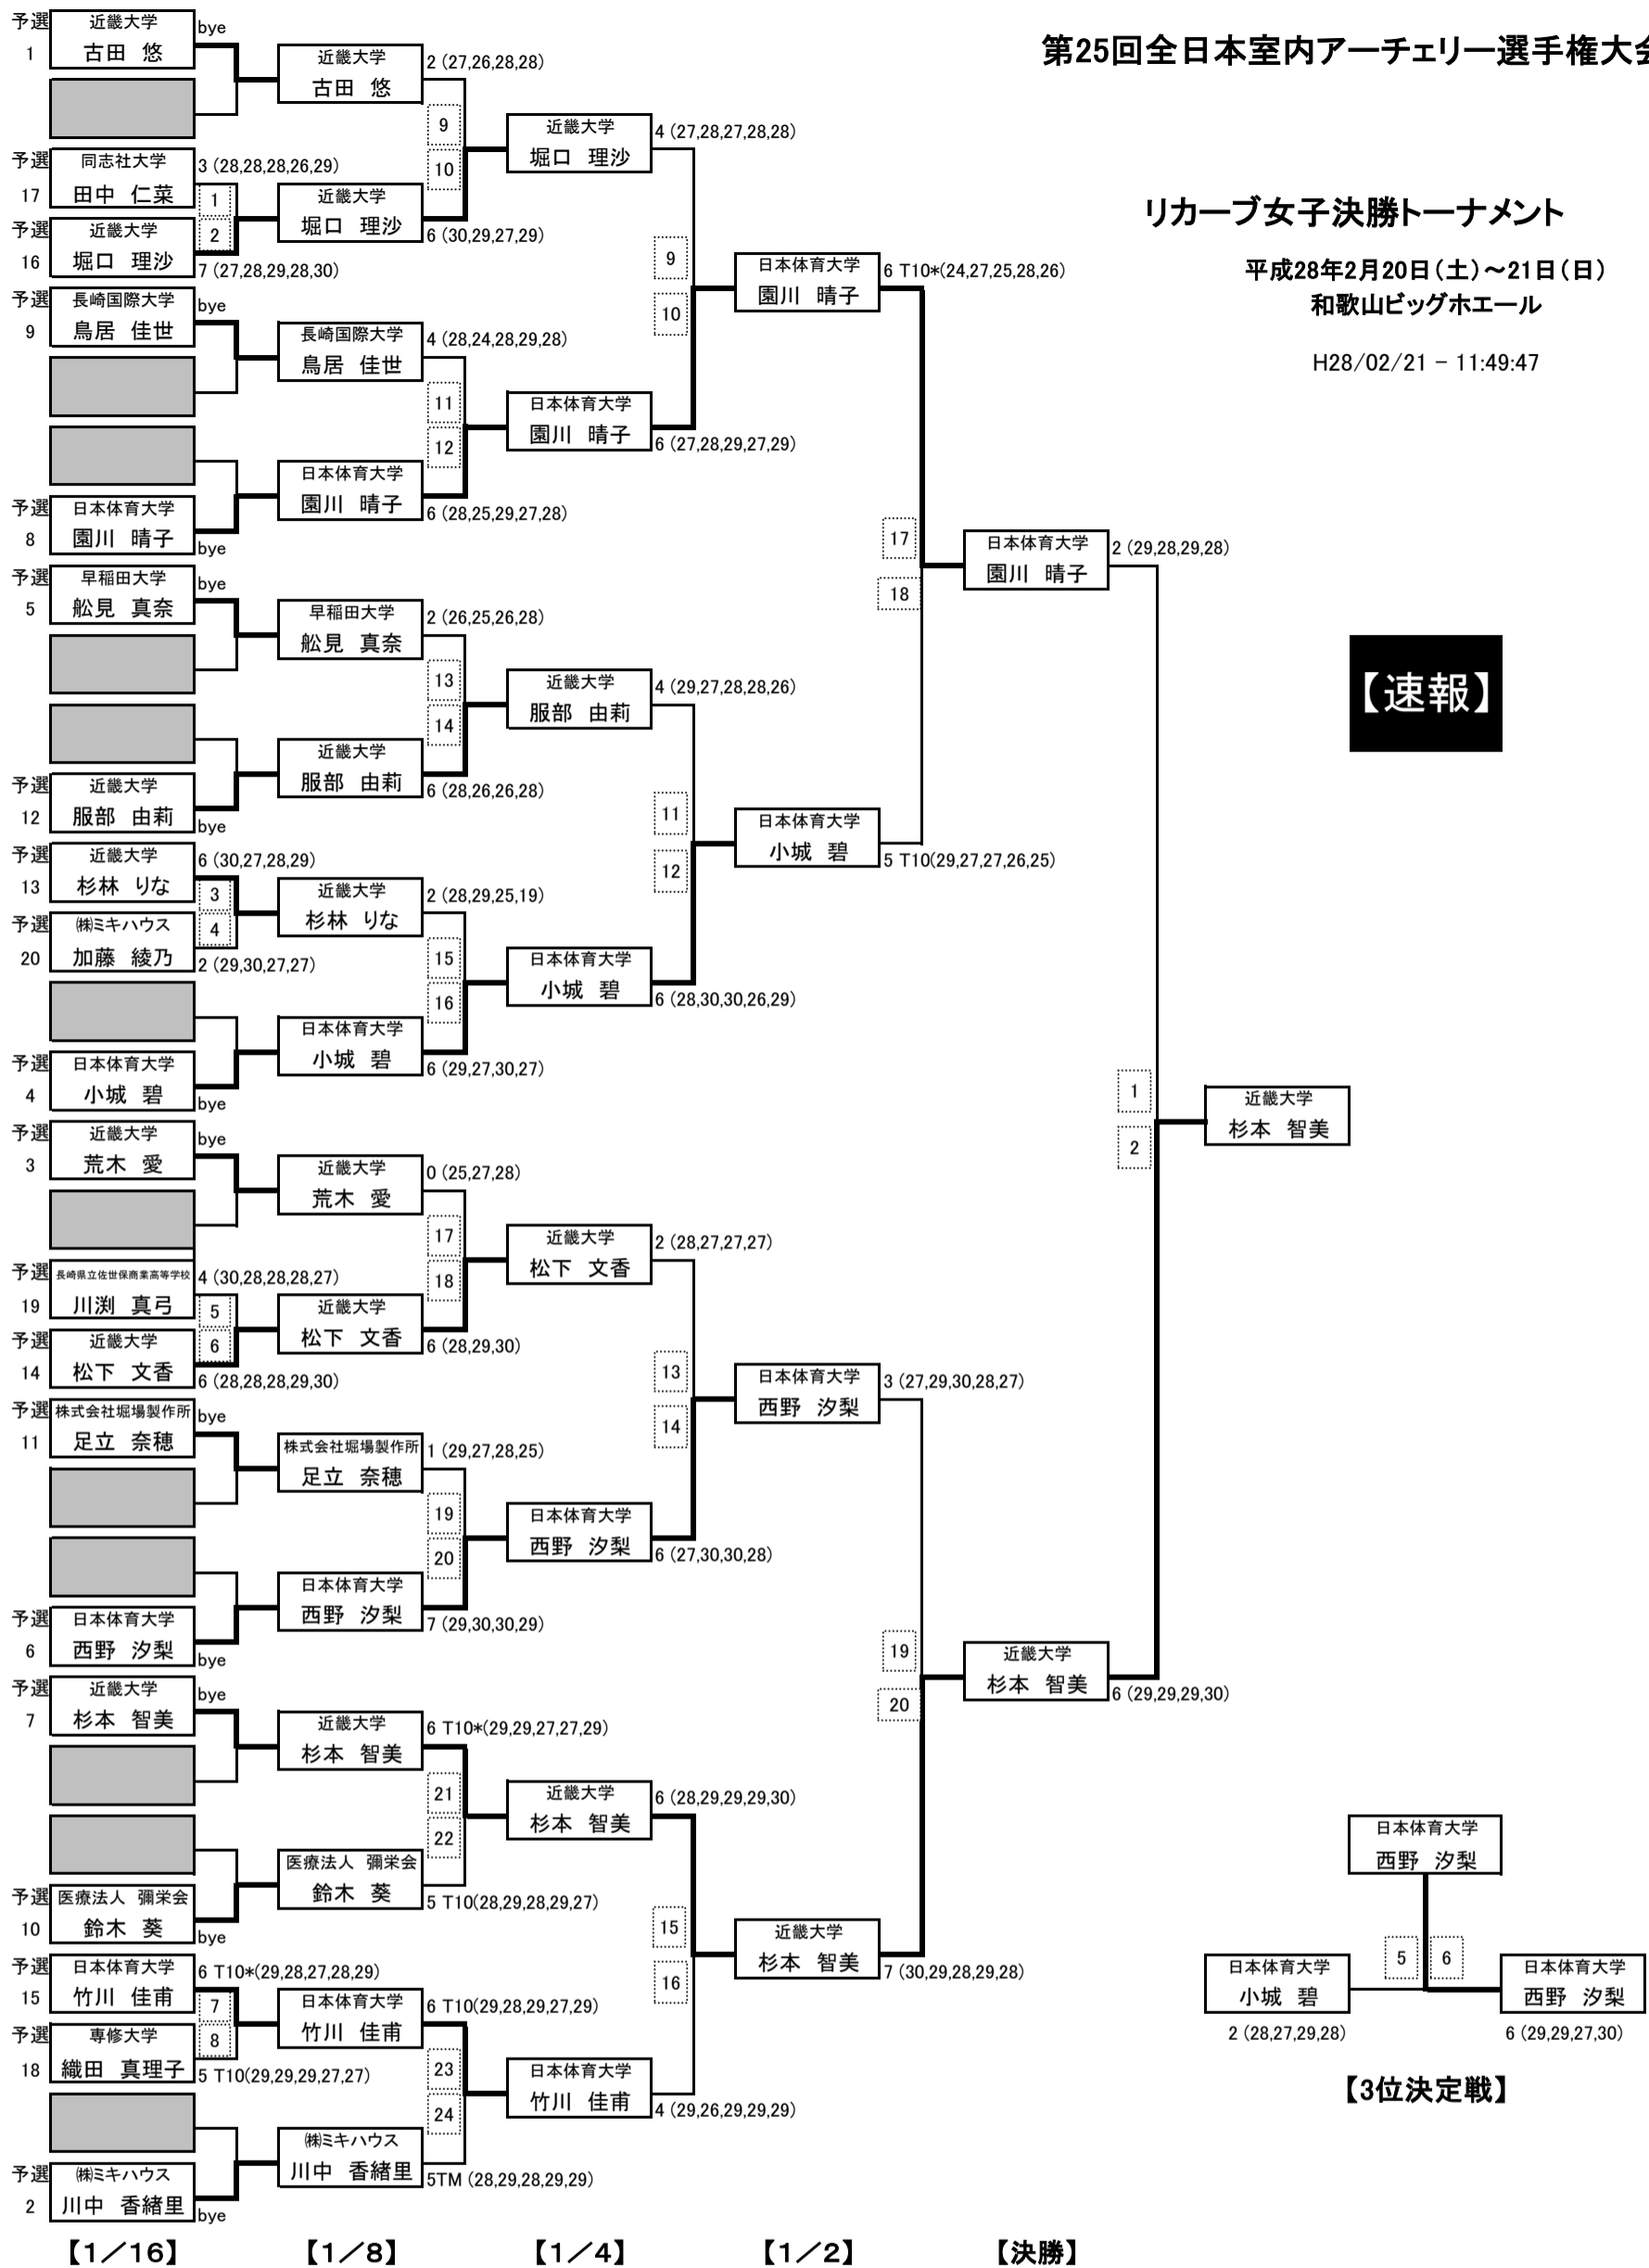 第25回全日本室内アーチェリー選手権大会
リカーブ女子決勝トーナメント
平成28年2月20日（土）～21日（日）
和歌山ビッグホエール
H28/02/21 - 11:49:47
【速報】
予選
1
近畿大学
古田 悠
bye
予選
17
同志社大学
田中 仁菜
3 (28,28,28,26,29)
1
2
予選
16
近畿大学
堀口 理沙
7 (27,28,29,28,30)
予選
9
長崎国際大学
鳥居 佳世
bye
予選
8
日本体育大学
園川 晴子
bye
予選
5
早稲田大学
舩見 真奈
bye
予選
12
近畿大学
服部 由莉
bye
予選
13
近畿大学
杉林 りな
6 (30,27,28,29)
3
4
予選
20
㈱ミキハウス
加藤 綾乃
2 (29,30,27,27)
予選
4
日本体育大学
小城 碧
bye
予選
3
近畿大学
荒木 愛
bye
予選
19
長崎県立佐世保商業高等学校
川渕 真弓
4 (30,28,28,28,27)
5
6
予選
14
近畿大学
松下 文香
6 (28,28,28,29,30)
予選
11
株式会社堀場製作所
足立 奈穂
bye
予選
6
日本体育大学
西野 汐梨
bye
予選
7
近畿大学
杉本 智美
bye
予選
10
医療法人 彌栄会
鈴木 葵
bye
予選
15
日本体育大学
竹川 佳甫
6 T10*(29,28,27,28,29)
7
8
予選
18
専修大学
織田 真理子
5 T10(29,29,29,27,27)
予選
2
㈱ミキハウス
川中 香緒里
bye
【1／16】
近畿大学
古田 悠
2 (27,26,28,28)
9
10
近畿大学
堀口 理沙
6 (30,29,27,29)
長崎国際大学
鳥居 佳世
4 (28,24,28,29,28)
11
12
日本体育大学
園川 晴子
6 (28,25,29,27,28)
早稲田大学
舩見 真奈
2 (26,25,26,28)
13
14
近畿大学
服部 由莉
6 (28,26,26,28)
近畿大学
杉林 りな
2 (28,29,25,19)
15
16
日本体育大学
小城 碧
6 (29,27,30,27)
近畿大学
荒木 愛
0 (25,27,28)
17
18
近畿大学
松下 文香
6 (28,29,30)
株式会社堀場製作所
足立 奈穂
1 (29,27,28,25)
19
20
日本体育大学
西野 汐梨
7 (29,30,30,29)
近畿大学
杉本 智美
6 T10*(29,29,27,27,29)
21
22
医療法人 彌栄会
鈴木 葵
5 T10(28,29,28,29,27)
日本体育大学
竹川 佳甫
6 T10(29,28,29,27,29)
23
24
㈱ミキハウス
川中 香緒里
5TM (28,29,28,29,29)
【1／8】
近畿大学
堀口 理沙
4 (27,28,27,28,28)
9
10
日本体育大学
園川 晴子
6 (27,28,29,27,29)
近畿大学
服部 由莉
4 (29,27,28,28,26)
11
12
日本体育大学
小城 碧
6 (28,30,30,26,29)
近畿大学
松下 文香
2 (28,27,27,27)
13
14
日本体育大学
西野 汐梨
6 (27,30,30,28)
近畿大学
杉本 智美
6 (28,29,29,29,30)
15
16
日本体育大学
竹川 佳甫
4 (29,26,29,29,29)
【1／4】
日本体育大学
園川 晴子
6 T10*(24,27,25,28,26)
17
18
日本体育大学
小城 碧
5 T10(29,27,27,26,25)
日本体育大学
西野 汐梨
3 (27,29,30,28,27)
19
20
近畿大学
杉本 智美
7 (30,29,28,29,28)
【1／2】
日本体育大学
園川 晴子
2 (29,28,29,28)
1
2
近畿大学
杉本 智美
6 (29,29,29,30)
【決勝】
近畿大学
杉本 智美
日本体育大学
西野 汐梨
5
6
日本体育大学
小城 碧
2 (28,27,29,28)
日本体育大学
西野 汐梨
6 (29,29,27,30)
【3位決定戦】